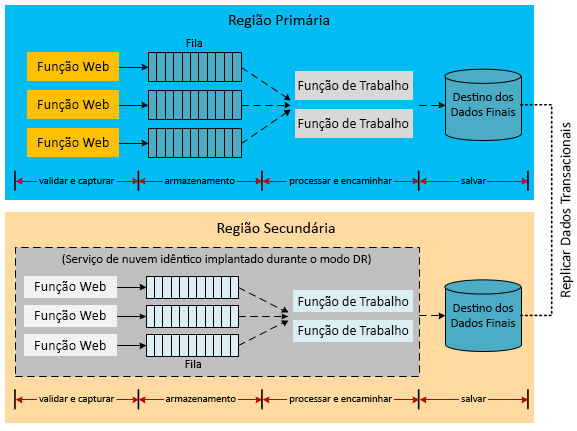 Região Primária
Fila
Função Web
Função Web
Função Web
Função de Trabalho
Função de Trabalho
Destino dos
Dados Finais
validar e capturar
armazenamento
processar e encaminhar
salvar
Replicar Dados Transacionais
Região Secundária
(Serviço de nuvem idêntico implantado durante o modo DR)
Função Web
Função Web
Função Web
Fila
Função de Trabalho
Função de Trabalho
Destino dos
Dados Finais
validar e capturar
armazenamento
processar e encaminhar
salvar